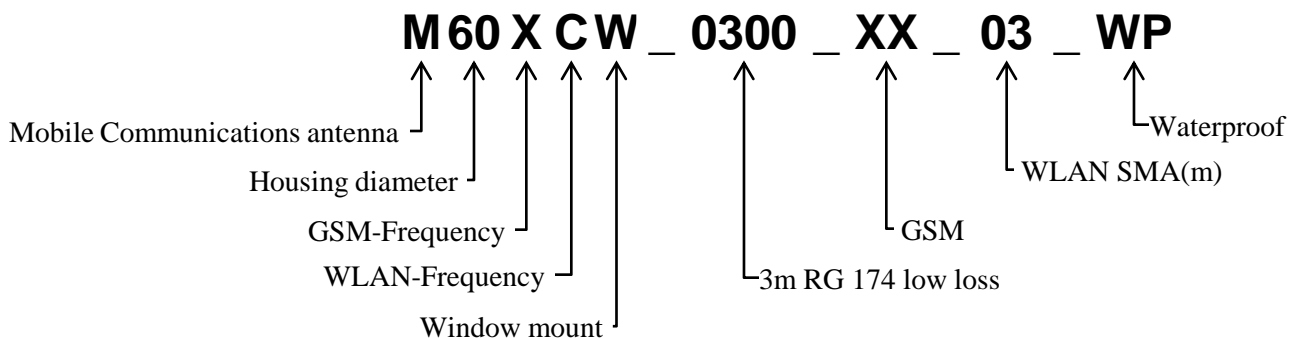 M60XCW_0300_XX_03_WP
Mobile Communications antenna
Waterproof
Housing diameter
WLAN SMA(m)
GSM-Frequency
GSM
WLAN-Frequency
3m RG 174 low loss
Window mount